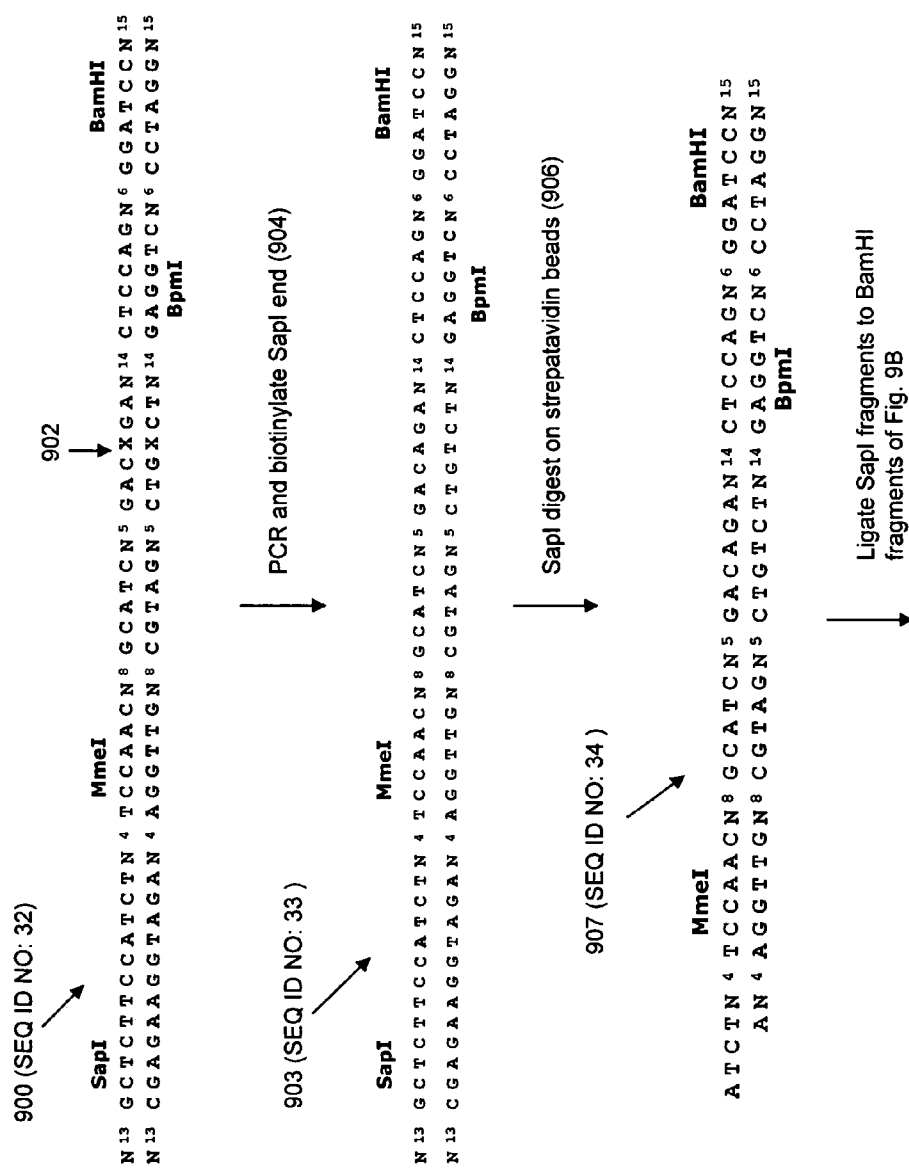 900 (SEQ ID NO: 32)
902
SapI MmeI BamHI
N¹³ GCTCTTCCATCTN⁴ TCCAACN⁸ GCATCN⁵ GACXGAN¹⁴ CTCCAGN⁶ GGATCCN¹⁵
N¹³ CGAGAAGGTAGAN⁴ AGGTTGN⁸ CGTAGN⁵ CTGXCTN¹⁴ GAGGTCN⁶ CCTAGGN¹⁵
BpmI
PCR and biotinylate SapI end (904)
903 (SEQ ID NO: 33 )
SapI MmeI BamHI
N¹³ GCTCTTCCATCTN⁴ TCCAACN⁸ GCATCN⁵ GACAGAN¹⁴ CTCCAGN⁶ GGATCCN¹⁵
N¹³ CGAGAAGGTAGAN⁴ AGGTTGN⁸ CGTAGN⁵ CTGTCTN¹⁴ GAGGTCN⁶ CCTAGGN¹⁵
BpmI
SapI digest on strepatavidin beads (906)
907 (SEQ ID NO: 34 )
MmeI BamHI
ATCTN⁴ TCCAACN⁸ GCATCN⁵ GACAGAN¹⁴ CTCCAGN⁶ GGATCCN¹⁵
AN⁴ AGGTTGN⁸ CGTAGN⁵ CTGTCTN¹⁴ GAGGTCN⁶ CCTAGGN¹⁵
BpmI
Ligate SapI fragments to BamHI
fragments of Fig. 9B